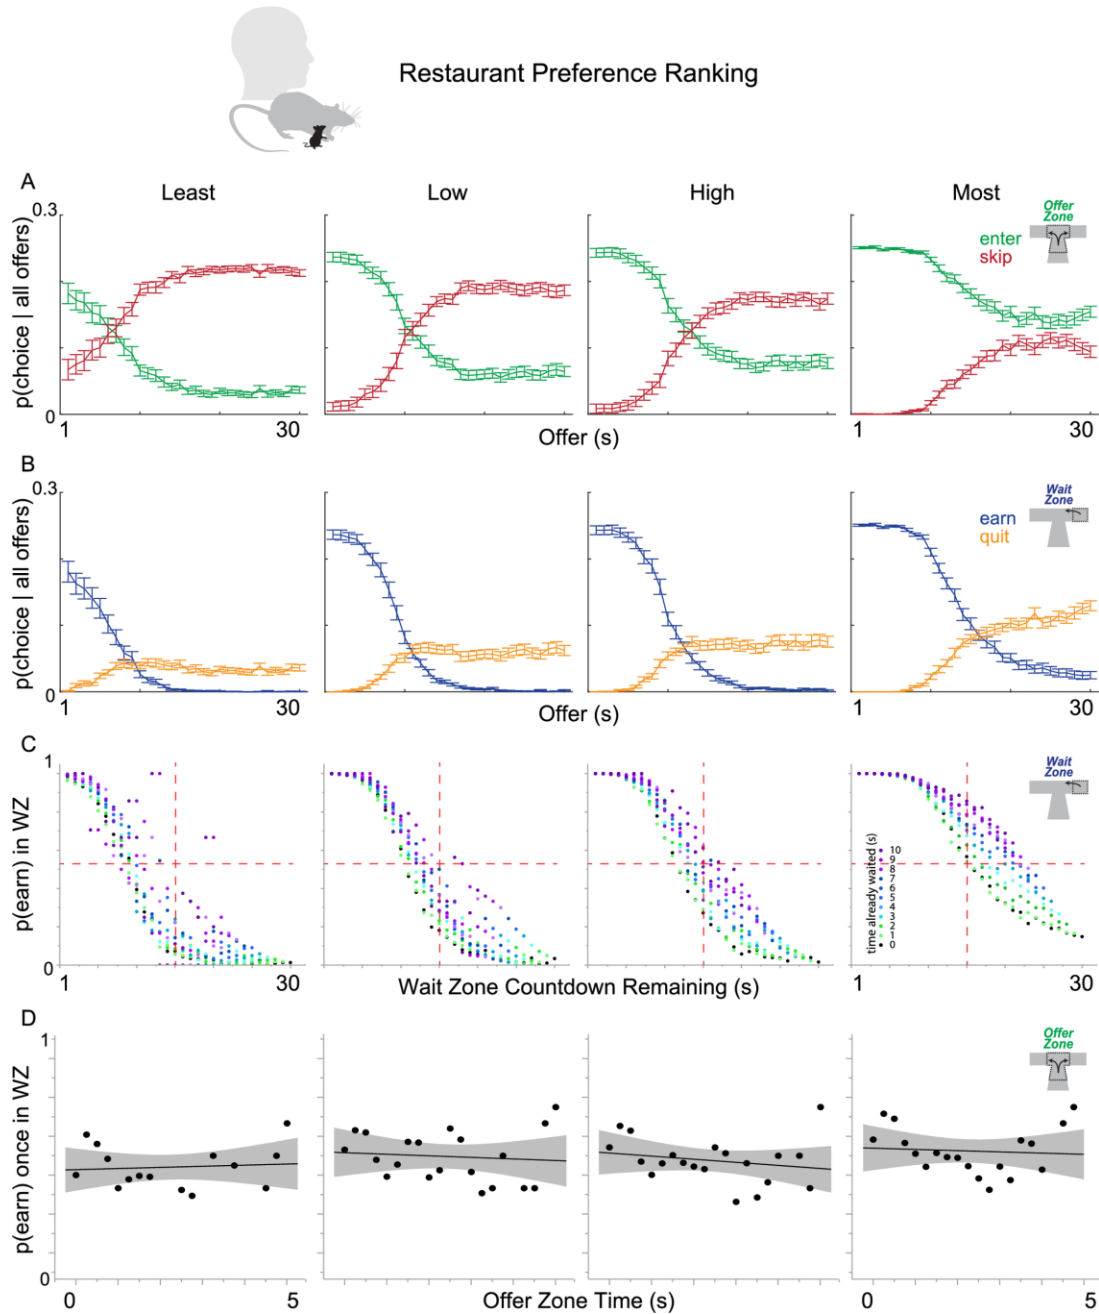 Restaurant Preference Ranking
A
Least
Low
High
Most
Offer
Zone
enter
skip
p(choice | all offers)
0.3
0
1
30
Offer (s)
1
30
B
p(choice | all offers)
0.3
0
Wait
Zone
earn
quit
1
30
Offer (s)
1
30
C
p(earn) in WZ
1
0
Wait
Zone
time already waited (s)
10
9
8
7
6
5
4
3
2
1
0
1
30
Wait Zone Countdown Remaining (s)
1
30
D
p(earn) once in WZ
1
0
Offer
Zone
0
5
Offer Zone Time (s)
0
5